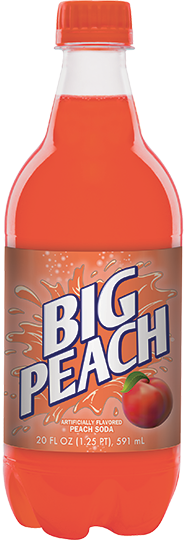 BIG
PEACH
ARTIFICIALLY FLAVORED
PEACH SODA
20 FL OZ (1.25 PT), 591 mL